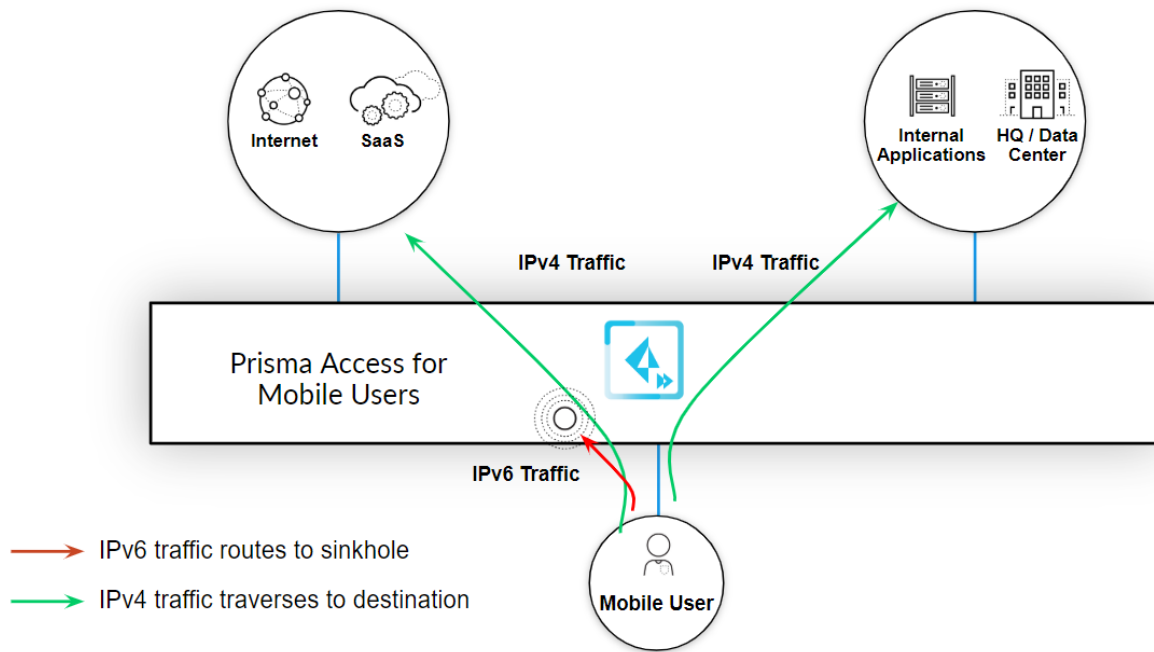 Internet
SaaS
Internal
Applications
HQ / Data
Center
IPv4 Traffic
IPv4 Traffic
Prisma Access for
Mobile Users
IPv6 Traffic
IPv6 traffic routes to sinkhole
IPv4 traffic traverses to destination
Mobile User